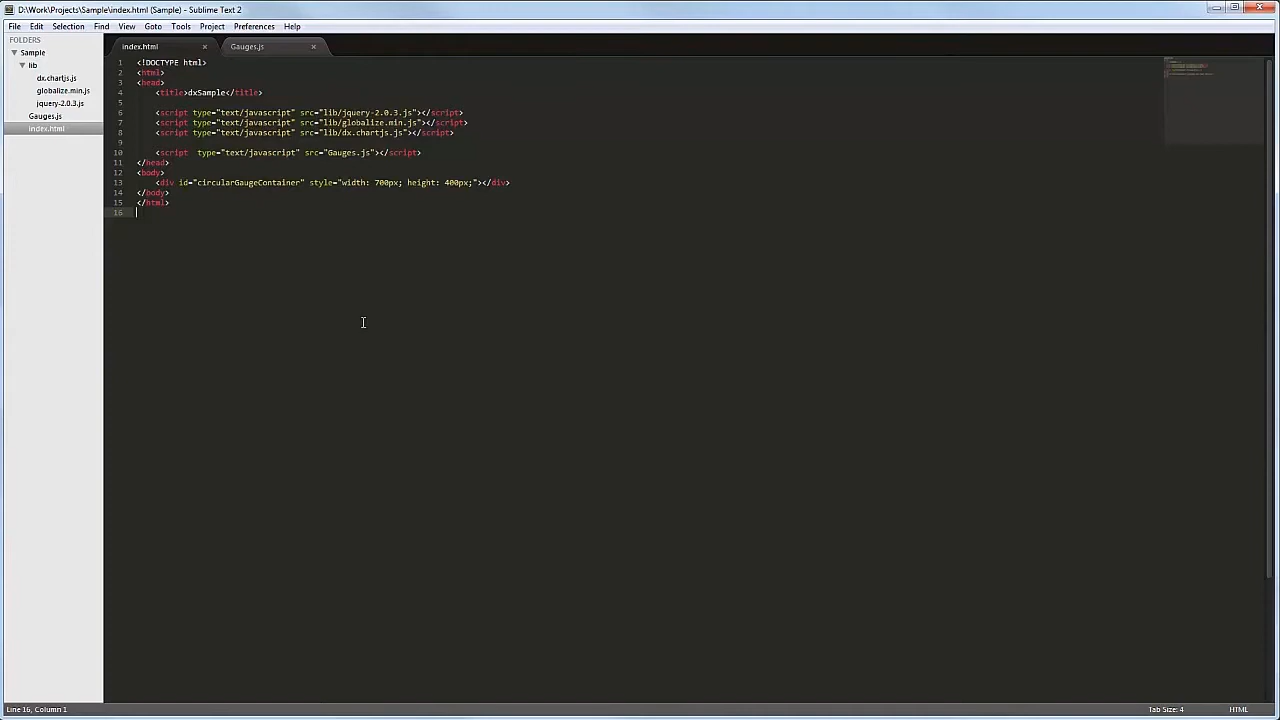 D:\Work\Projects\Sample\index.html (Sample) - Sublime Text 2
File Edit Selection Find View Goto Tools Project Preferences Help
FOLDERS
Sample
lib
dx.chartjs.js
globalize.min.js
jquery-2.0.3.js
Gauges.js
index.html
index.html Gauges.js
1 <!DOCTYPE html>
2 <html>
3 <head>
4 <title>dxSample</title>
5
6 <script type="text/javascript" src="lib/jquery-2.0.3.js"></script>
7 <script type="text/javascript" src="lib/globalize.min.js"></script>
8 <script type="text/javascript" src="lib/dx.chartjs.js"></script>
9
10 <script  type="text/javascript" src="Gauges.js"></script>
11 </head>
12 <body>
13 <div id="circularGaugeContainer" style="width: 700px; height: 400px;"></div>
14 </body>
15 </html>
16
Line 16, Column 1
Tab Size: 4 HTML